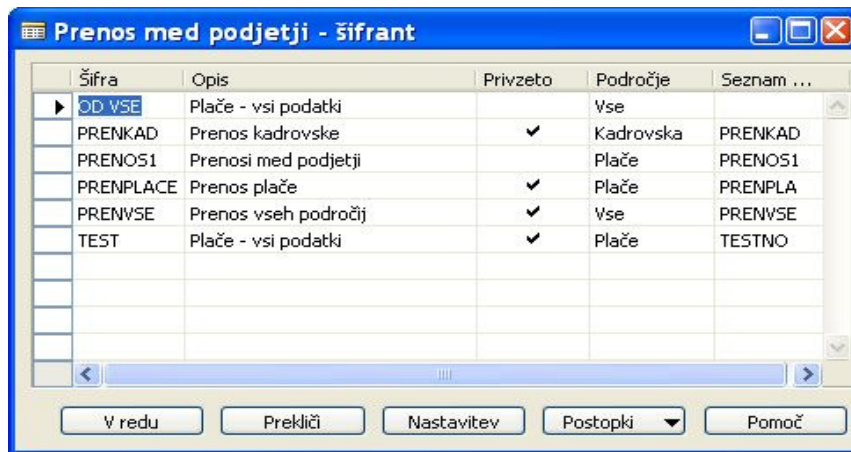 Prenos med podjetji - šifrant
Šifra Opis Privzeto Področje Seznam ...
OD VSE Plače - vsi podatki Vse
PRENKAD Prenos kadrovske Kadrovska PRENKAD
PRENOS1 Prenosi med podjetji Plače PRENOS1
PRENPLACE Prenos plače Plače PRENPLA
PRENVSE Prenos vseh področij Vse PRENVSE
TEST Plače - vsi podatki Plače TESTNO
V redu Prekliči Nastavitev Postopki Pomoč